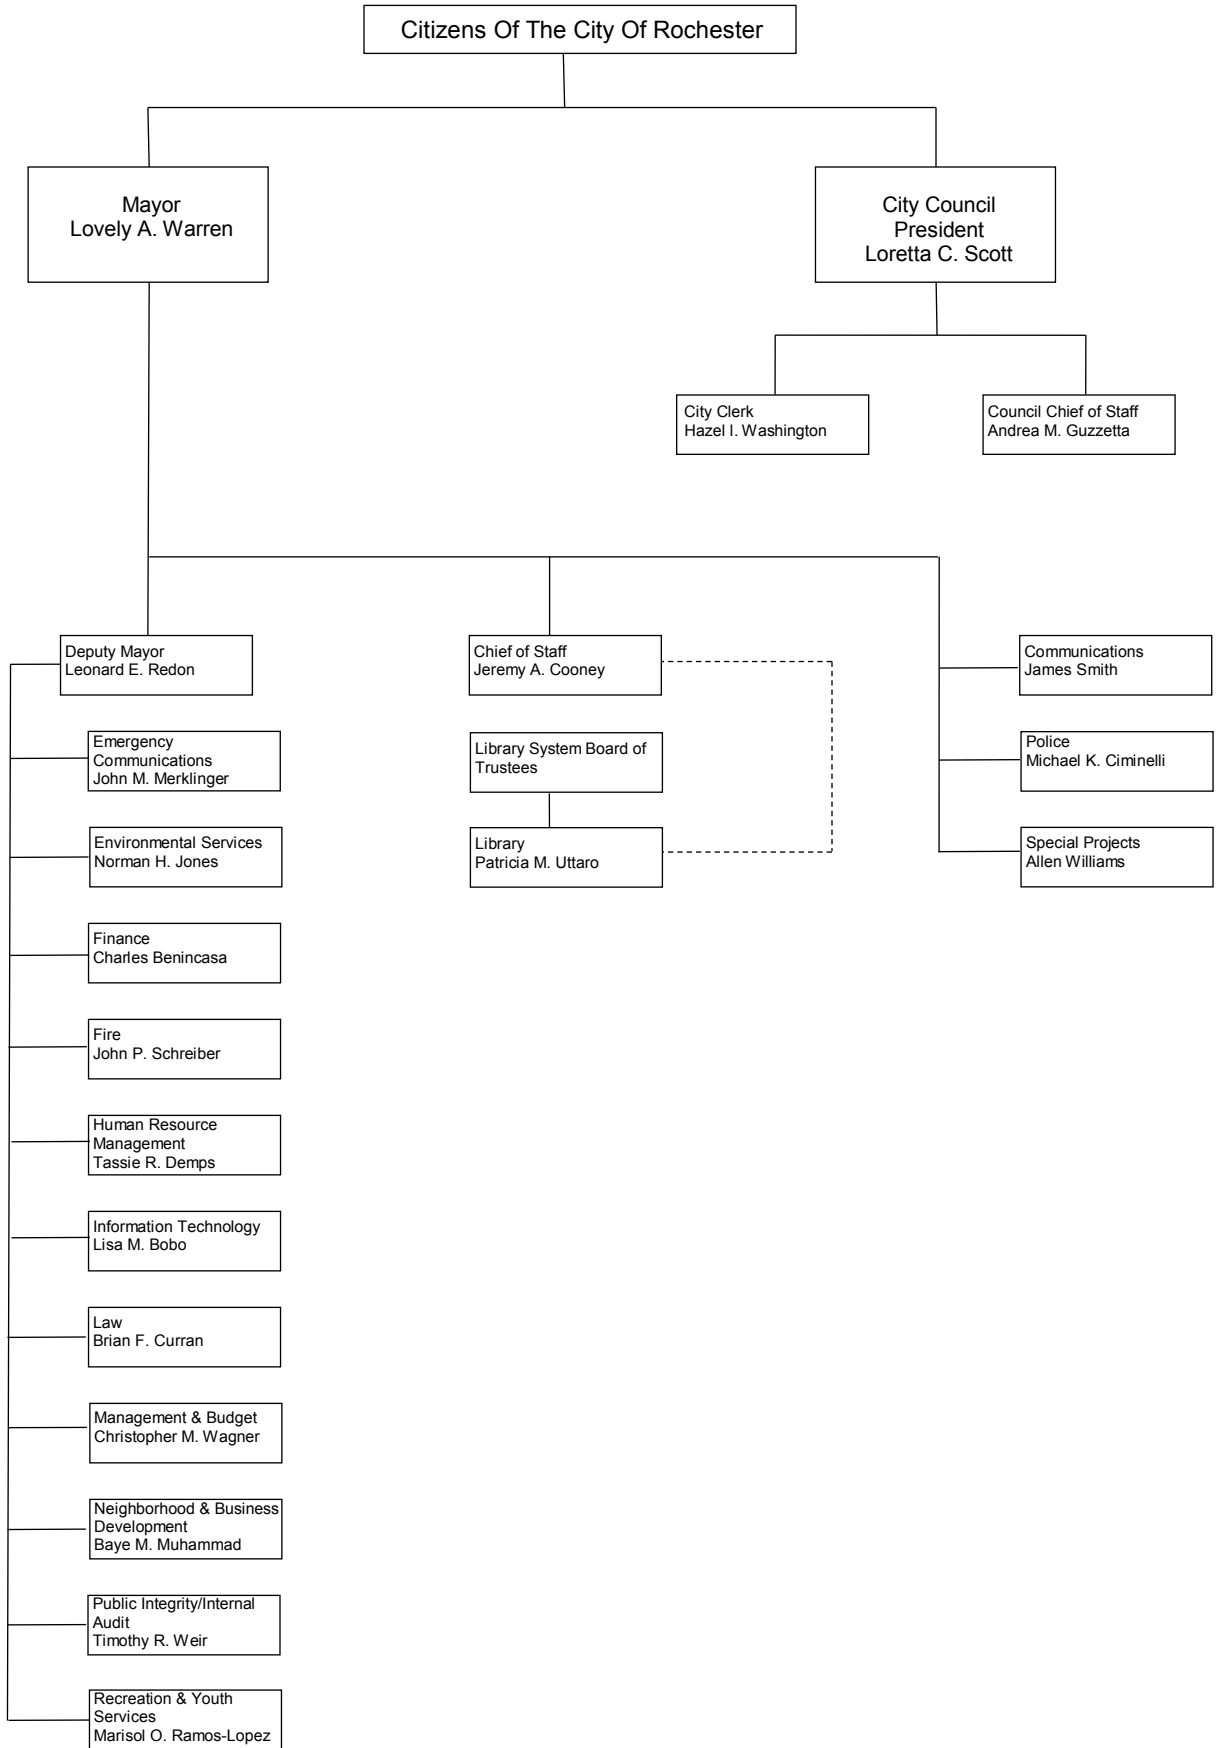 Citizens Of The City Of Rochester
Mayor
Lovely A. Warren
City Council
President
Loretta C. Scott
City Clerk
Hazel I. Washington
Council Chief of Staff
Andrea M. Guzzetta
Deputy Mayor
Leonard E. Redon
Emergency
Communications
John M. Merklinger
Environmental Services
Norman H. Jones
Finance
Charles Benincasa
Fire
John P. Schreiber
Human Resource
Management
Tassie R. Demps
Information Technology
Lisa M. Bobo
Law
Brian F. Curran
Management & Budget
Christopher M. Wagner
Neighborhood & Business
Development
Baye M. Muhammad
Public Integrity/Internal
Audit
Timothy R. Weir
Recreation & Youth
Services
Marisol O. Ramos-Lopez
Chief of Staff
Jeremy A. Cooney
Library System Board of
Trustees
Library
Patricia M. Uttaro
Communications
James Smith
Police
Michael K. Ciminelli
Special Projects
Allen Williams